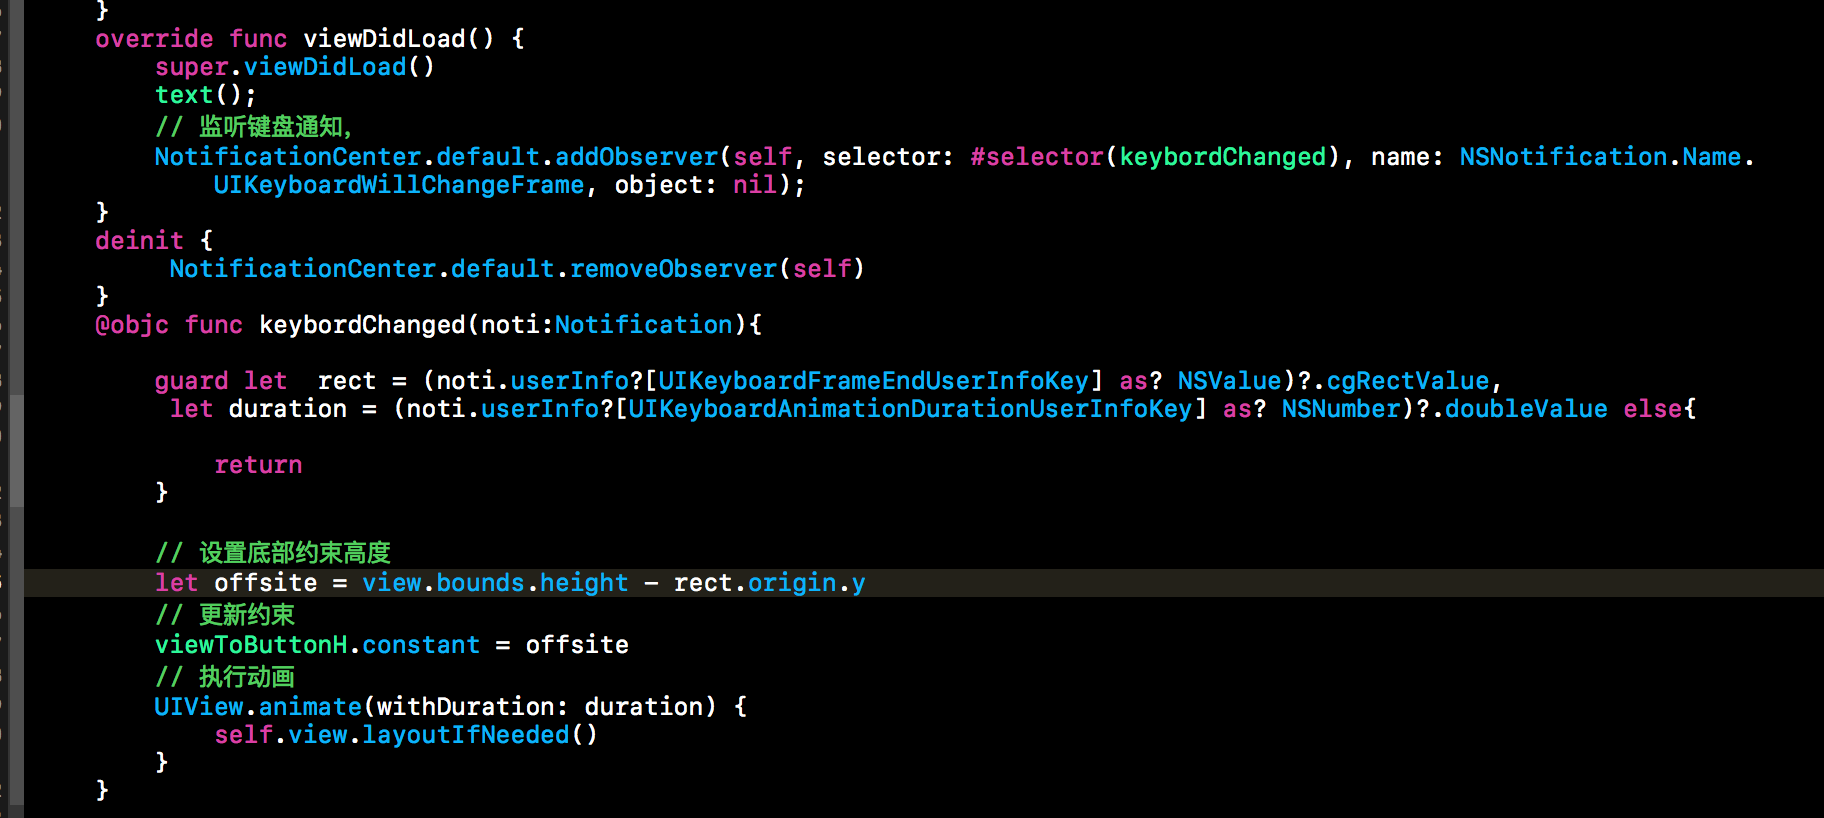 }
override func viewDidLoad() {
super.viewDidLoad()
text();
// 监听键盘通知,
NotificationCenter.default.addObserver(self, selector: #selector(keybordChanged), name: NSNotification.Name.
UIKeyboardWillChangeFrame, object: nil);
}
deinit {
NotificationCenter.default.removeObserver(self)
}
@objc func keybordChanged(noti:Notification){
guard let  rect = (noti.userInfo?[UIKeyboardFrameEndUserInfoKey] as? NSValue)?.cgRectValue,
let duration = (noti.userInfo?[UIKeyboardAnimationDurationUserInfoKey] as? NSNumber)?.doubleValue else{
return
}
// 设置底部约束高度
let offsite = view.bounds.height - rect.origin.y
// 更新约束
viewToButtonH.constant = offsite
// 执行动画
UIView.animate(withDuration: duration) {
self.view.layoutIfNeeded()
}
}